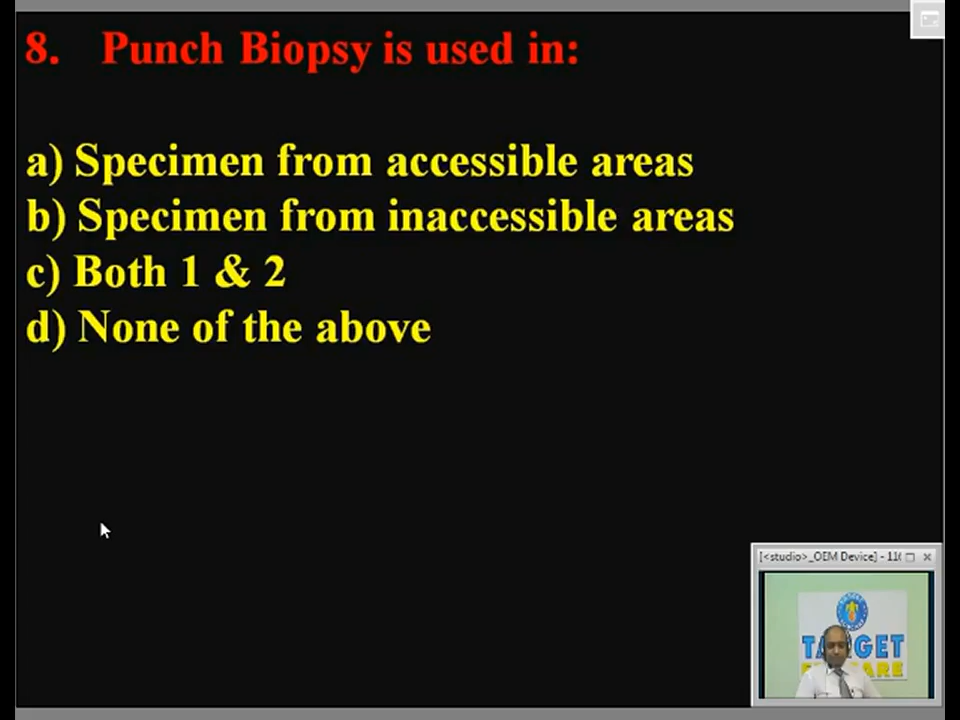 8. Punch Biopsy is used in:
a) Specimen from accessible areas
b) Specimen from inaccessible areas
c) Both 1 & 2
d) None of the above
[<studio>_OEM Device] - 11
TARGET